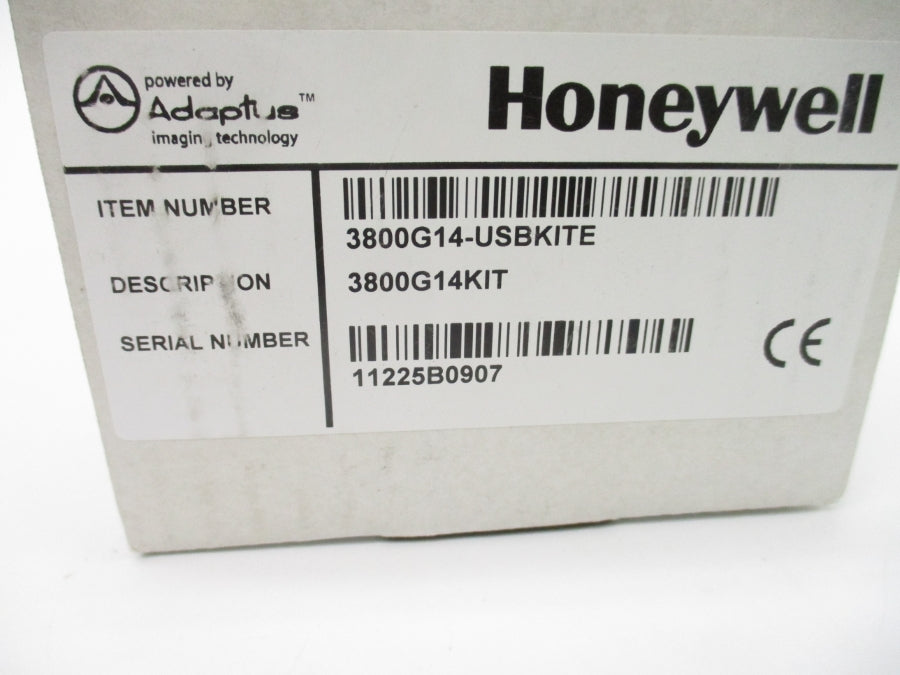 powered by
Adaptus™
imaging technology
Honeywell
ITEM NUMBER
3800G14-USBKITE
DESCRIPTION
3800G14KIT
SERIAL NUMBER
11225B0907
CE